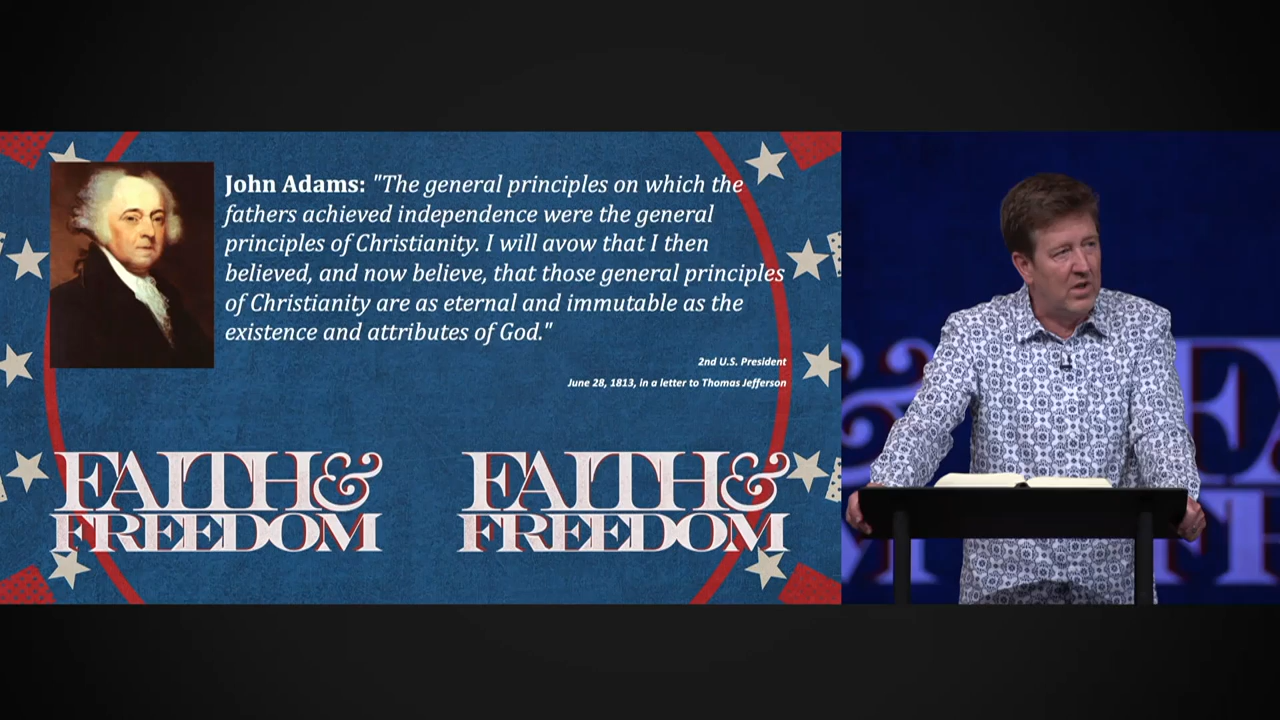 John Adams: "The general principles on which the
fathers achieved independence were the general
principles of Christianity. I will avow that I then
believed, and now believe, that those general principles
of Christianity are as eternal and immutable as the
existence and attributes of God."
2nd U.S. President
June 28, 1813, in a letter to Thomas Jefferson
FAITH&
FREEDOM
FAITH&
FREEDOM